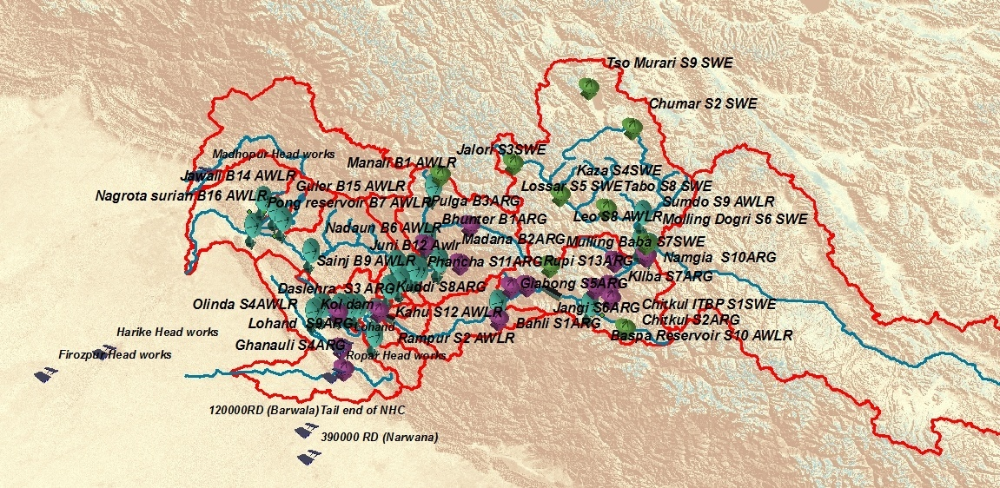 Tso Murari S9 SWE
Chumar S2 SWE
Jalori S3SWE
Madhopur Head works
Manali B1 AWLR
Kaza S4SWE
Jawali B14 AWLR
Guler B15 AWLR
Lossar S5 SWE
Tabo S8 SWE
Nagrota surian B16 AWLR
Pong reservoir B7 AWLR
Pulga B3ARG
Sumdo S9 AWLR
Bhunter B1ARG
Leo S8 AWLR
Molling Dogri S6 SWE
Nadaun B6 AWLR
Madana B2ARG
Muling Baba S7SWE
Juni B12 Awlr
Sainj B9 AWLR
Phancha S11ARG
Rupi S13ARG
Namgia S10ARG
Kilba S7ARG
Daslehra S3 ARG
Kuddi S8ARG
Giabong S5ARG
Olinda S4AWLR
Kol dam
Kahu S12 AWLR
Jangi S6ARG
Chitkul ITBP S1SWE
Lohand S9ARG
Lohand
Bahli S1ARG
Chitkul S2ARG
Harike Head works
Rampur S2 AWLR
Baspa Reservoir S10 AWLR
Ghanauli S4ARG
Firozpur Head works
Ropar Head works
120000RD (Barwala)Tail end of NHC
390000 RD (Narwana)